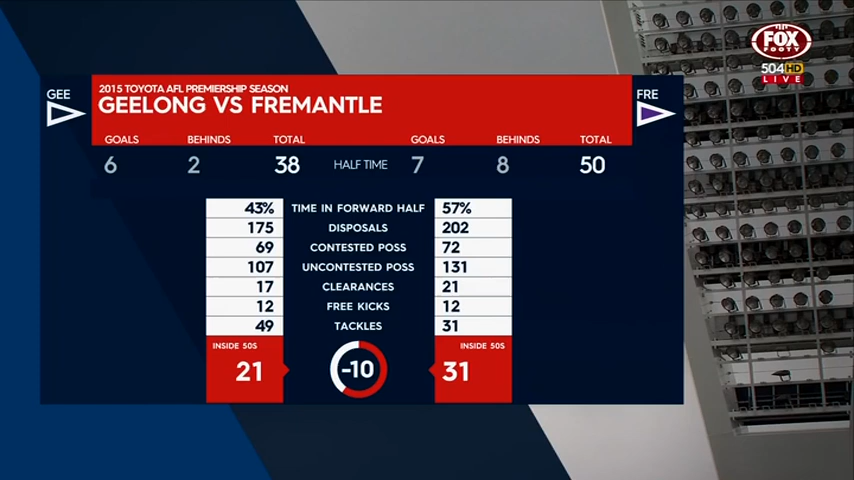 FOX
FOOTY
504 HD
LIVE
GEE
2015 TOYOTA AFL PREMIERSHIP SEASON
GEELONG VS FREMANTLE
FRE
GOALS BEHINDS TOTAL GOALS BEHINDS TOTAL
6 2 38 HALF TIME 7 8 50
43% TIME IN FORWARD HALF 57%
175 DISPOSALS 202
69 CONTESTED POSS 72
107 UNCONTESTED POSS 131
17 CLEARANCES 21
12 FREE KICKS 12
49 TACKLES 31
INSIDE 50S INSIDE 50S
21 -10 31